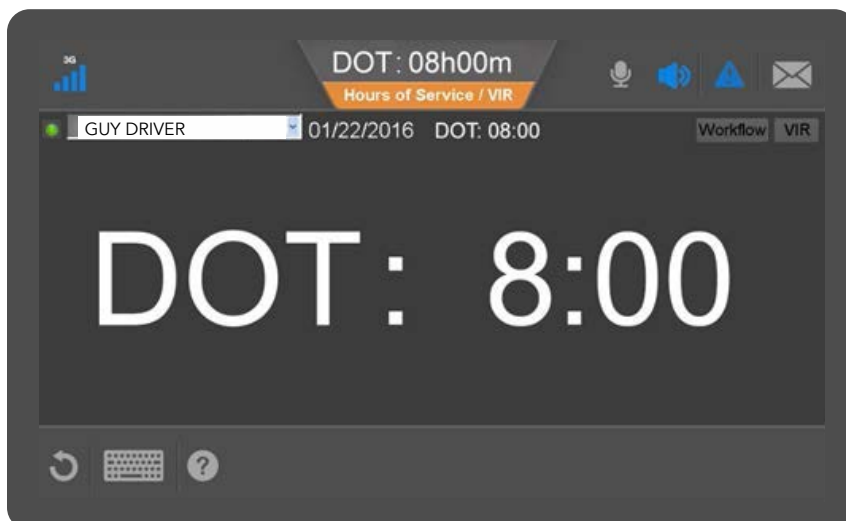 3G
DOT: 08h00m
Hours of Service / VIR
GUY DRIVER 01/22/2016 DOT: 08:00 Workflow VIR
DOT: 8:00
?